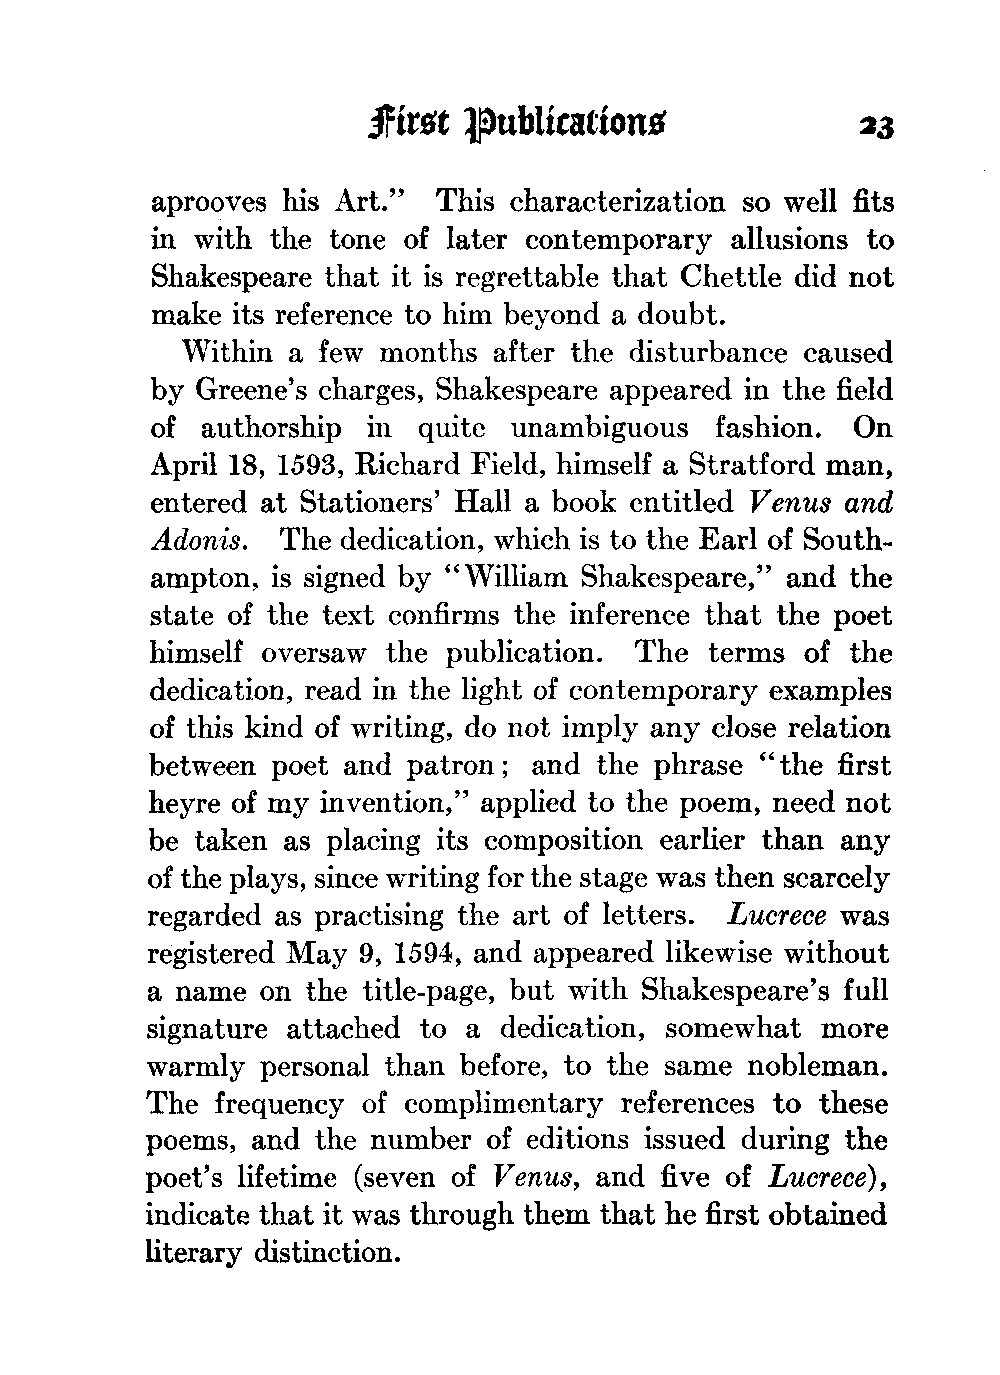 First Publications 23
aprooves his Art.” This characterization so well fits
in with the tone of later contemporary allusions to
Shakespeare that it is regrettable that Chettle did not
make its reference to him beyond a doubt.
Within a few months after the disturbance caused
by Greene’s charges, Shakespeare appeared in the field
of authorship in quite unambiguous fashion. On
April 18, 1593, Richard Field, himself a Stratford man,
entered at Stationers’ Hall a book entitled Venus and
Adonis. The dedication, which is to the Earl of South-
ampton, is signed by “William Shakespeare,” and the
state of the text confirms the inference that the poet
himself oversaw the publication. The terms of the
dedication, read in the light of contemporary examples
of this kind of writing, do not imply any close relation
between poet and patron; and the phrase “the first
heyre of my invention,” applied to the poem, need not
be taken as placing its composition earlier than any
of the plays, since writing for the stage was then scarcely
regarded as practising the art of letters. Lucrece was
registered May 9, 1594, and appeared likewise without
a name on the title-page, but with Shakespeare’s full
signature attached to a dedication, somewhat more
warmly personal than before, to the same nobleman.
The frequency of complimentary references to these
poems, and the number of editions issued during the
poet’s lifetime (seven of Venus, and five of Lucrece),
indicate that it was through them that he first obtained
literary distinction.